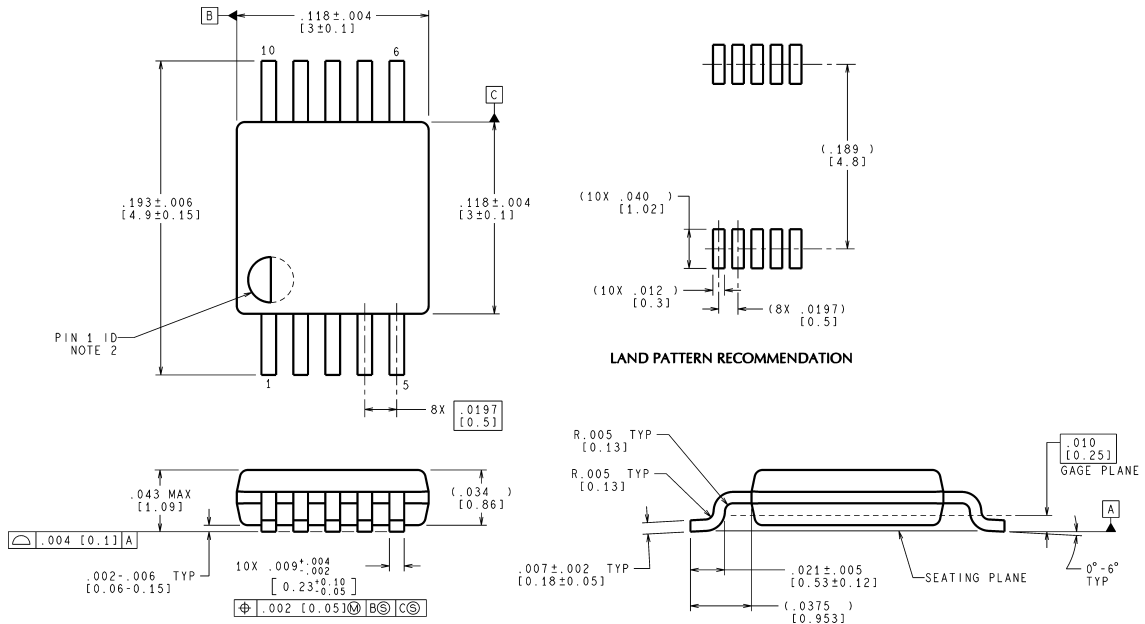 B
.118±.004
[3±0.1]
10
6
C
.193±.006
[4.9±0.15]
.118±.004
[3±0.1]
PIN 1 ID
NOTE 2
1
5
8X .0197
[0.5]
(.189 )
[4.8]
(10X .040 )
[1.02]
(10X .012 )
[0.3]
(8X .0197)
[0.5]
LAND PATTERN RECOMMENDATION
.043 MAX
[1.09]
(.034 )
[0.86]
⌓ .004 [0.1] A
.002-.006 TYP
[0.06-0.15]
10X .009+.004
-.002
[ 0.23+0.10
-0.05 ]
⌖ .002 [0.05]Ⓜ BⓈ CⓈ
R.005 TYP
[0.13]
R.005 TYP
[0.13]
.010
[0.25]
GAGE PLANE
A
.007±.002 TYP
[0.18±0.05]
.021±.005
[0.53±0.12]
(.0375 )
[0.953]
SEATING PLANE
0°-6°
TYP